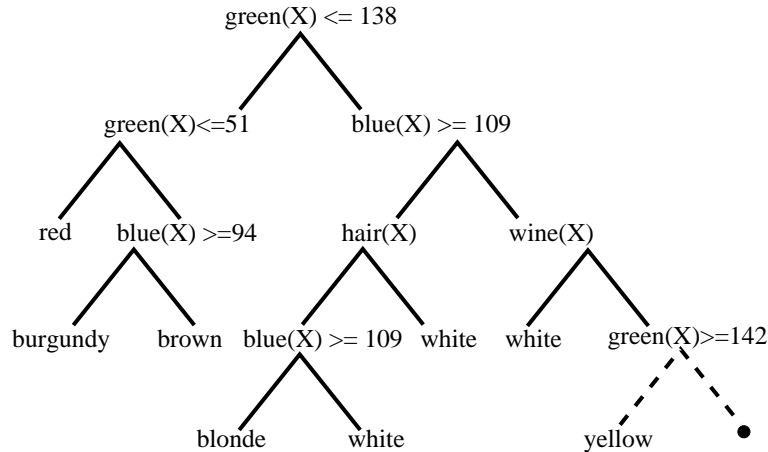 green(X) <= 138
green(X)<=51 blue(X) >= 109
red blue(X) >=94 hair(X) wine(X)
burgundy brown blue(X) >= 109 white white green(X)>=142
blonde white yellow